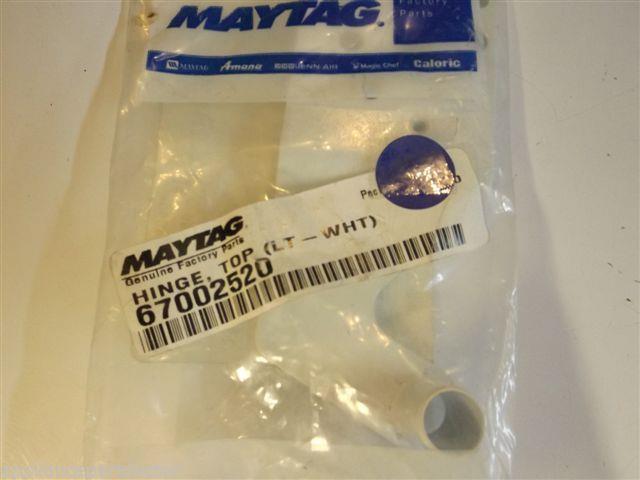 MAYTAG
Factory
Parts
MAYTAG Amana JENN-AIR Magic Chef Caloric
MAYTAG
Genuine Factory Parts
HINGE, TOP (LT-WHT)
67002520